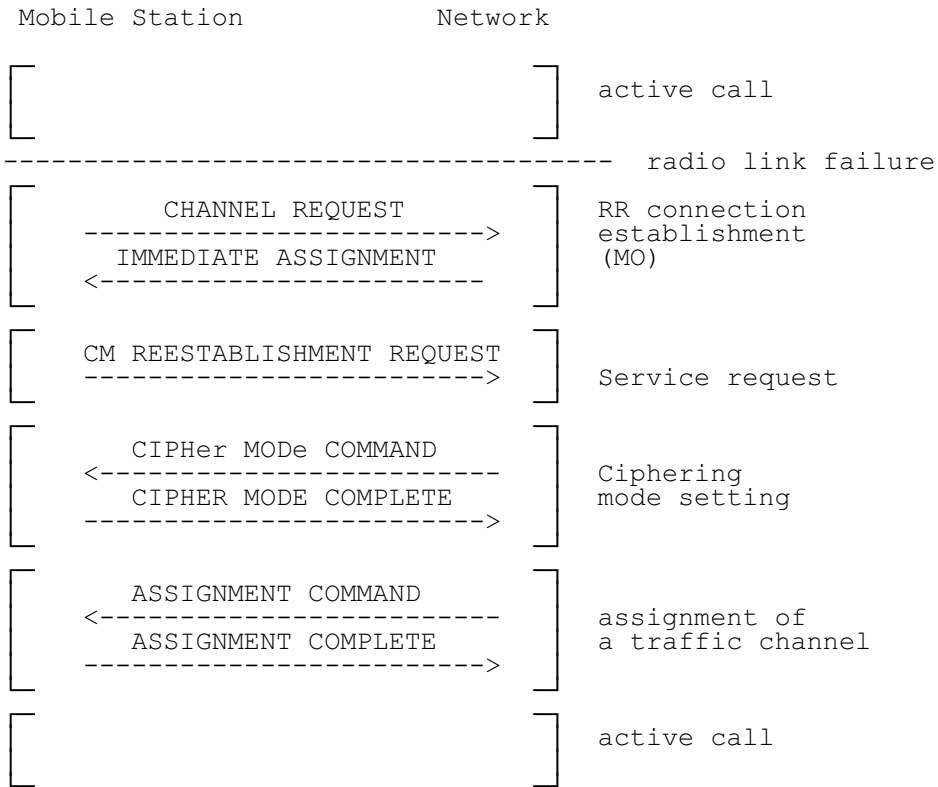 Mobile Station Network
active call
radio link failure
CHANNEL REQUEST RR connection
establishment
IMMEDIATE ASSIGNMENT (MO)
CM REESTABLISHMENT REQUEST
Service request
CIPHer MODe COMMAND
Ciphering
CIPHER MODE COMPLETE mode setting
ASSIGNMENT COMMAND
assignment of
ASSIGNMENT COMPLETE a traffic channel
active call